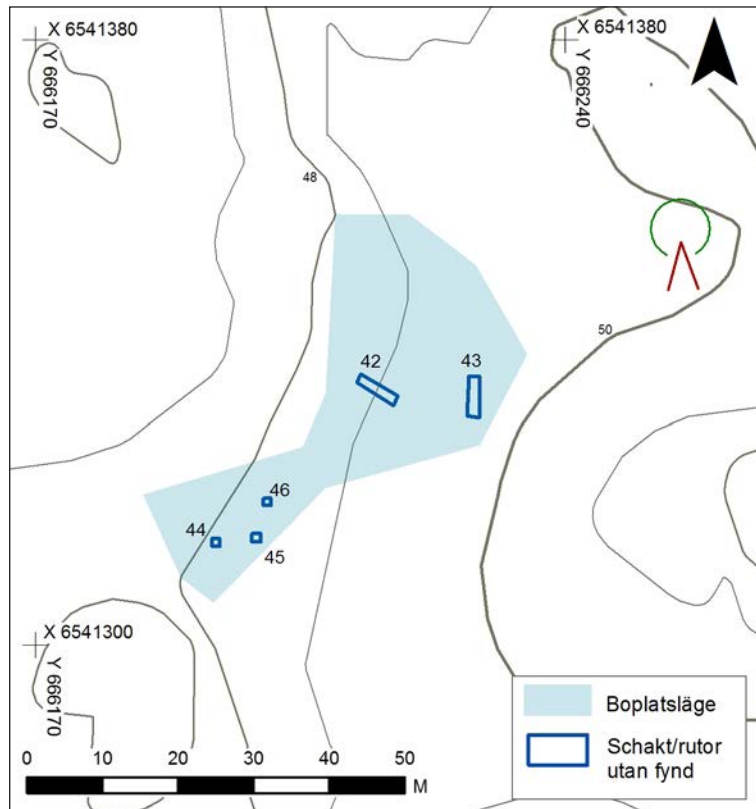 X 6541380
Y 666170
X 6541380
Y 666240
48
50
42
43
46
44
45
X 6541300
Y 666170
Boplatsläge
Schakt/rutor
utan fynd
0 10 20 30 40 50
M